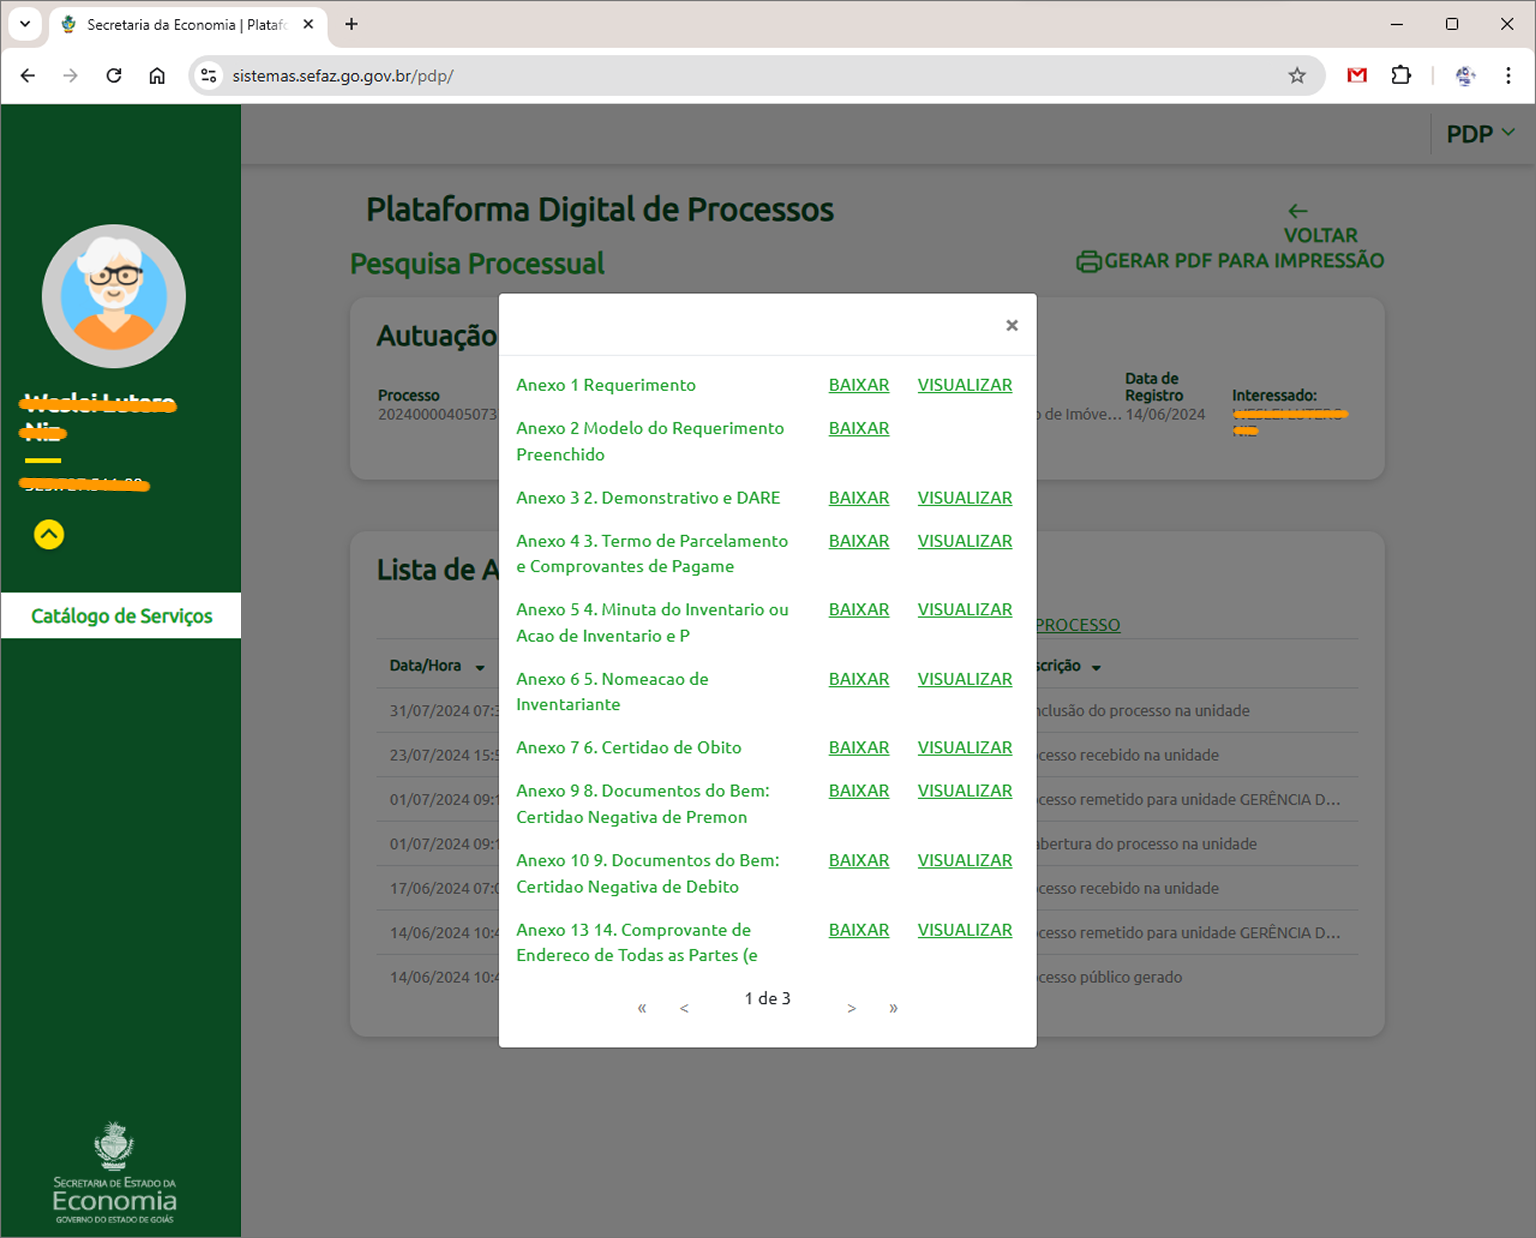 Secretaria da Economia | Plataf
sistemas.sefaz.go.gov.br/pdp/
PDP
Plataforma Digital de Processos
VOLTAR
Pesquisa Processual
GERAR PDF PARA IMPRESSÃO
Autuação
Processo
20240000405073
o de Imóve...
Data de
Registro
14/06/2024
Interessado:
Catálogo de Serviços
Lista de A
PROCESSO
Data/Hora
scrição
31/07/2024 07:3
nclusão do processo na unidade
23/07/2024 15:5
cesso recebido na unidade
01/07/2024 09:1
cesso remetido para unidade GERÊNCIA D...
01/07/2024 09:1
abertura do processo na unidade
17/06/2024 07:0
cesso recebido na unidade
14/06/2024 10:4
cesso remetido para unidade GERÊNCIA D...
14/06/2024 10:4
cesso público gerado
×
Anexo 1 Requerimento BAIXAR VISUALIZAR
Anexo 2 Modelo do Requerimento BAIXAR
Preenchido
Anexo 3 2. Demonstrativo e DARE BAIXAR VISUALIZAR
Anexo 4 3. Termo de Parcelamento BAIXAR VISUALIZAR
e Comprovantes de Pagame
Anexo 5 4. Minuta do Inventario ou BAIXAR VISUALIZAR
Acao de Inventario e P
Anexo 6 5. Nomeacao de BAIXAR VISUALIZAR
Inventariante
Anexo 7 6. Certidao de Obito BAIXAR VISUALIZAR
Anexo 9 8. Documentos do Bem: BAIXAR VISUALIZAR
Certidao Negativa de Premon
Anexo 10 9. Documentos do Bem: BAIXAR VISUALIZAR
Certidao Negativa de Debito
Anexo 13 14. Comprovante de BAIXAR VISUALIZAR
Endereco de Todas as Partes (e
« < 1 de 3 > »
SECRETARIA DE ESTADO DA
Economia
GOVERNO DO ESTADO DE GOIÁS